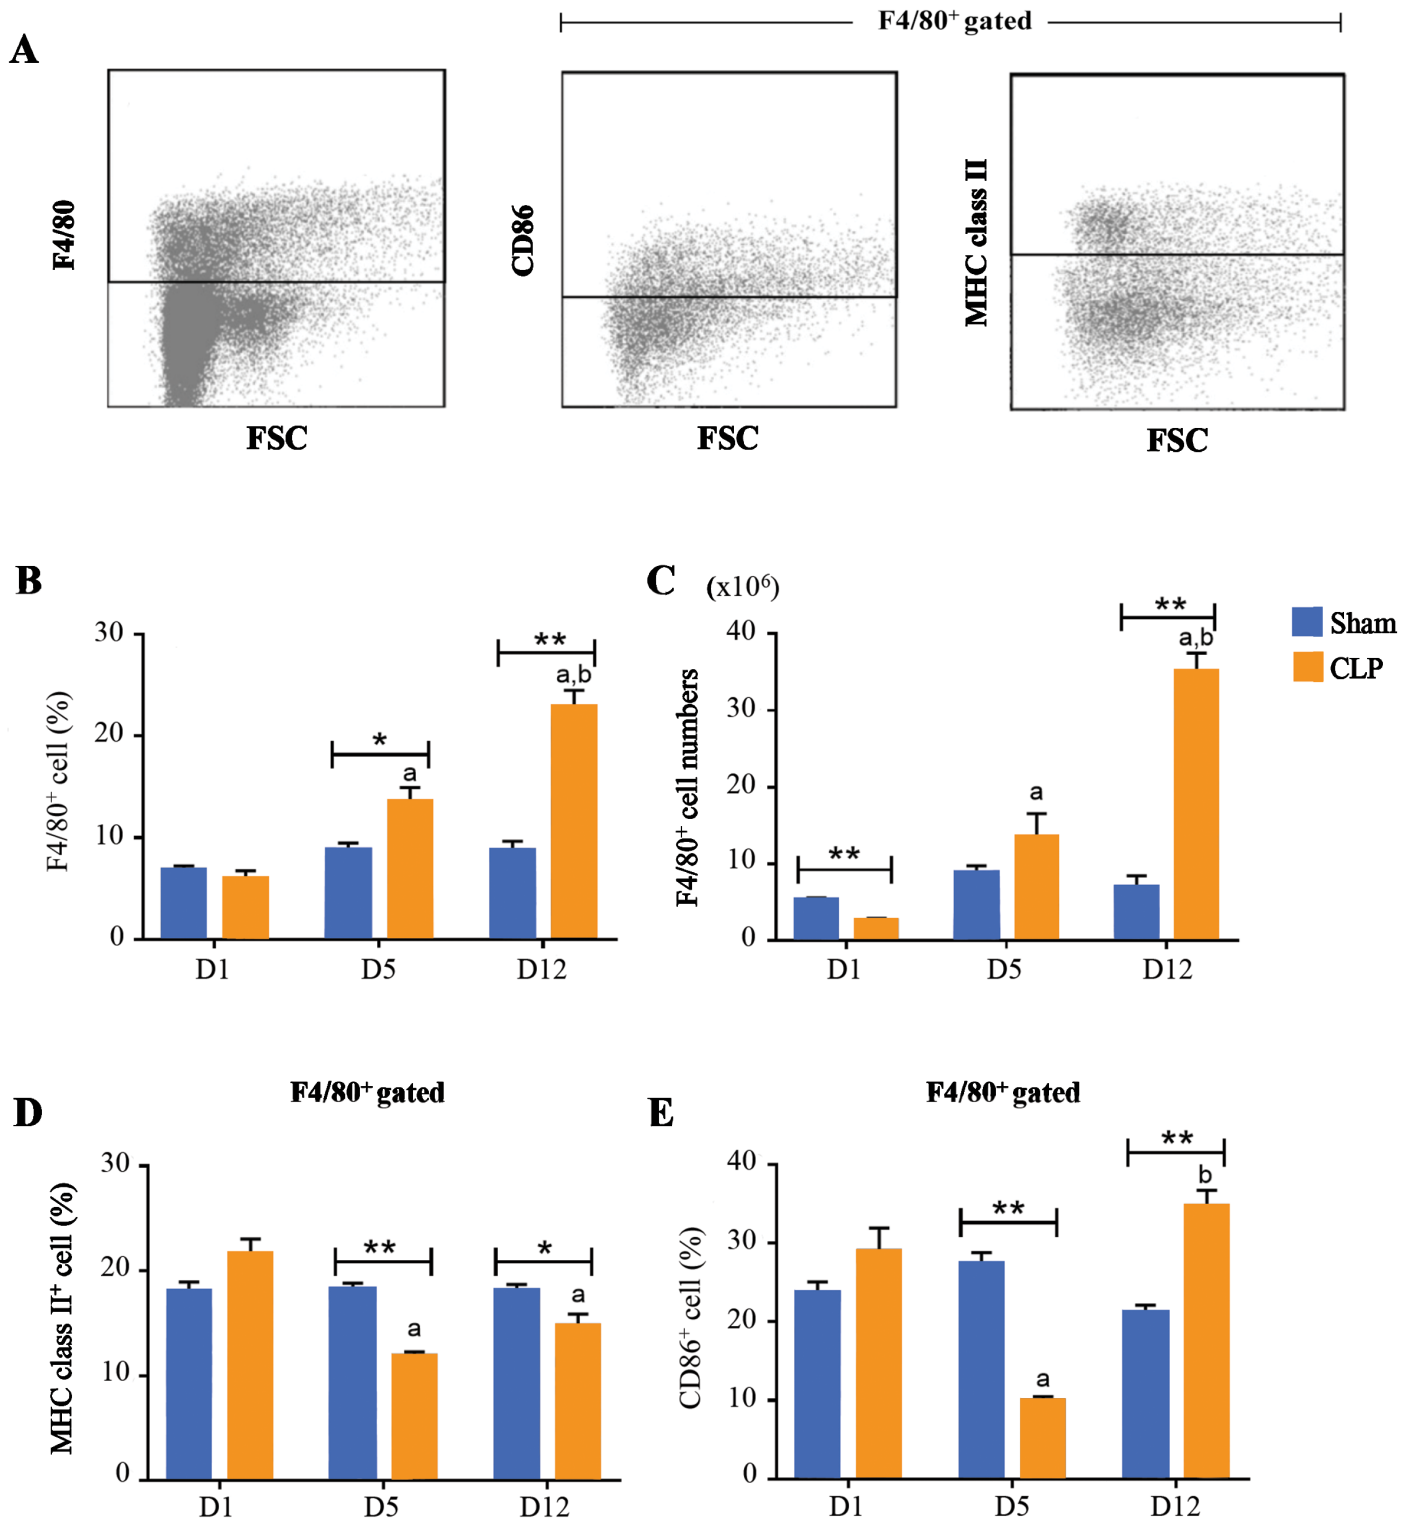 F4/80+ gated
A
F4/80
FSC
CD86
FSC
MHC class II
FSC
B
F4/80+ cell (%)
30
20
10
0
*
a
**
a,b
D1
D5
D12
C
(x10⁶)
F4/80+ cell numbers
40
30
20
10
0
**
a
**
a,b
D1
D5
D12
Sham
CLP
D
F4/80+ gated
MHC class II+ cell (%)
30
20
10
0
**
a
*
a
D1
D5
D12
E
F4/80+ gated
CD86+ cell (%)
40
30
20
10
0
**
a
**
b
D1
D5
D12